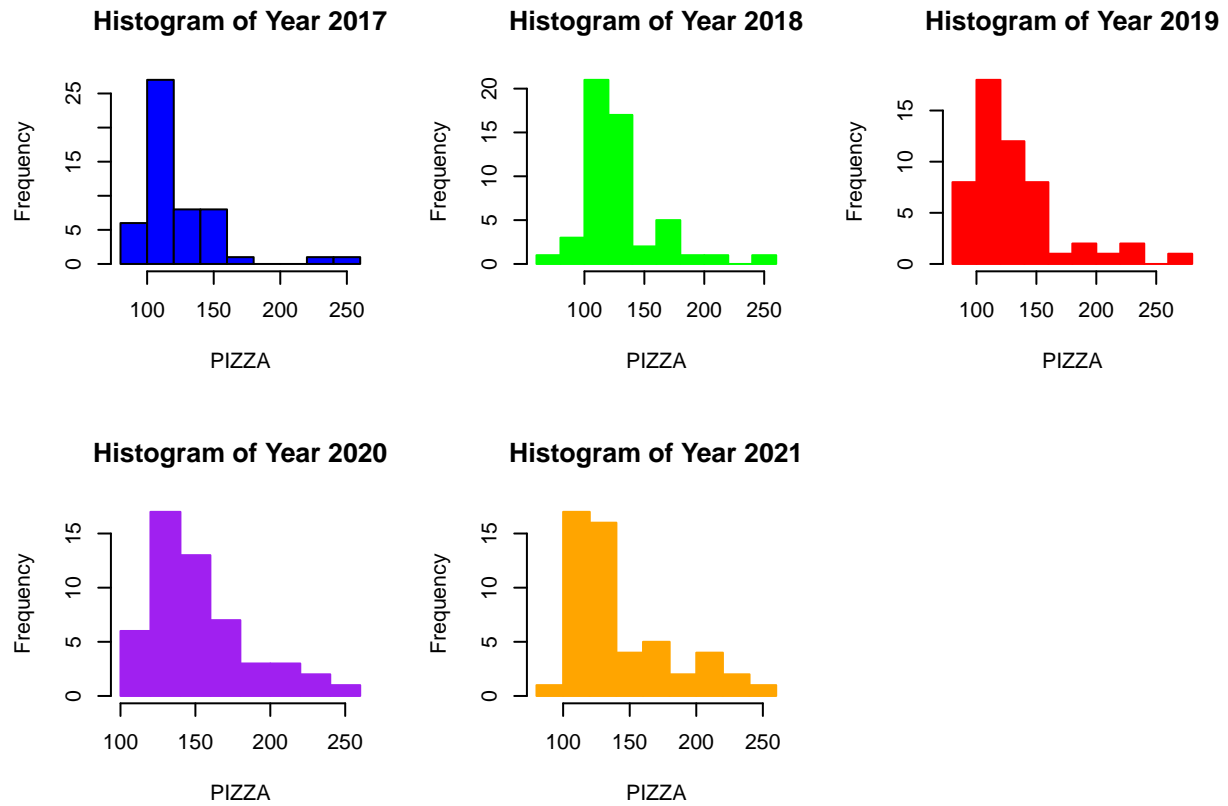 Histogram of Year 2017
Frequency
0
5
15
25
100 150 200 250
PIZZA
Histogram of Year 2018
Frequency
0
5
10
15
20
100 150 200 250
PIZZA
Histogram of Year 2019
Frequency
0
5
10
15
100 150 200 250
PIZZA
Histogram of Year 2020
Frequency
0
5
10
15
100 150 200 250
PIZZA
Histogram of Year 2021
Frequency
0
5
10
15
100 150 200 250
PIZZA